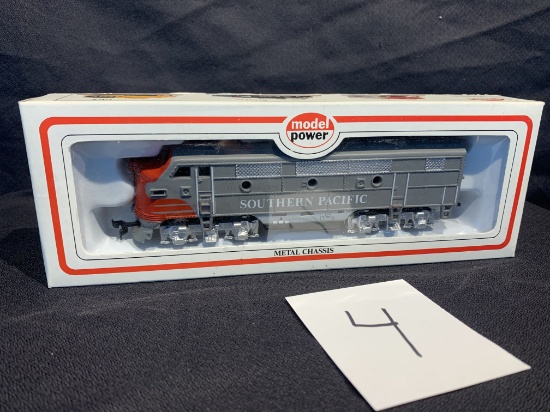 model
power
SOUTHERN PACIFIC
METAL CHASSIS
4